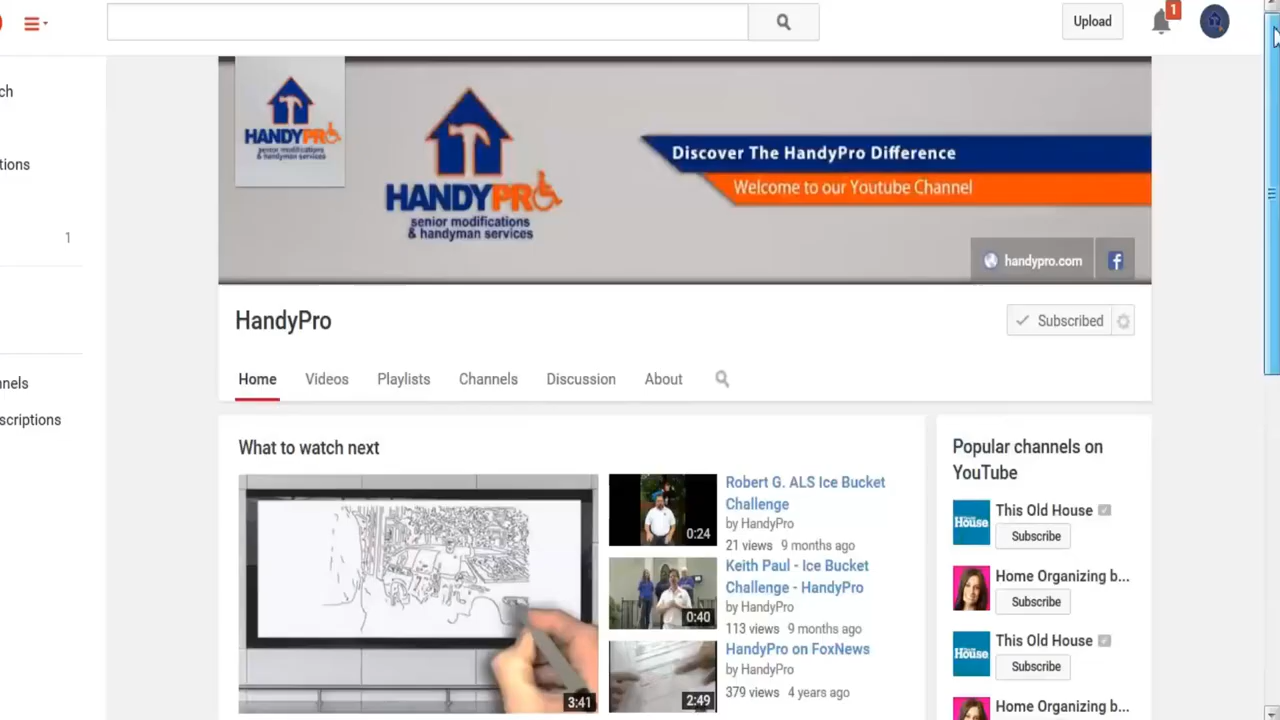 Upload
1
ch
tions
1
nnels
scriptions
HANDYPRO
senior modifications
& handyman services
HANDYPRO
senior modifications
& handyman services
Discover The HandyPro Difference
Welcome to our Youtube Channel
handypro.com
f
HandyPro
Subscribed
Home Videos Playlists Channels Discussion About
What to watch next
3:41
0:24
Robert G. ALS Ice Bucket
Challenge
by HandyPro
21 views 9 months ago
0:40
Keith Paul - Ice Bucket
Challenge - HandyPro
by HandyPro
113 views 9 months ago
2:49
HandyPro on FoxNews
by HandyPro
379 views 4 years ago
Popular channels on
YouTube
House
This Old House
Subscribe
Home Organizing b...
Subscribe
House
This Old House
Subscribe
Home Organizing b...